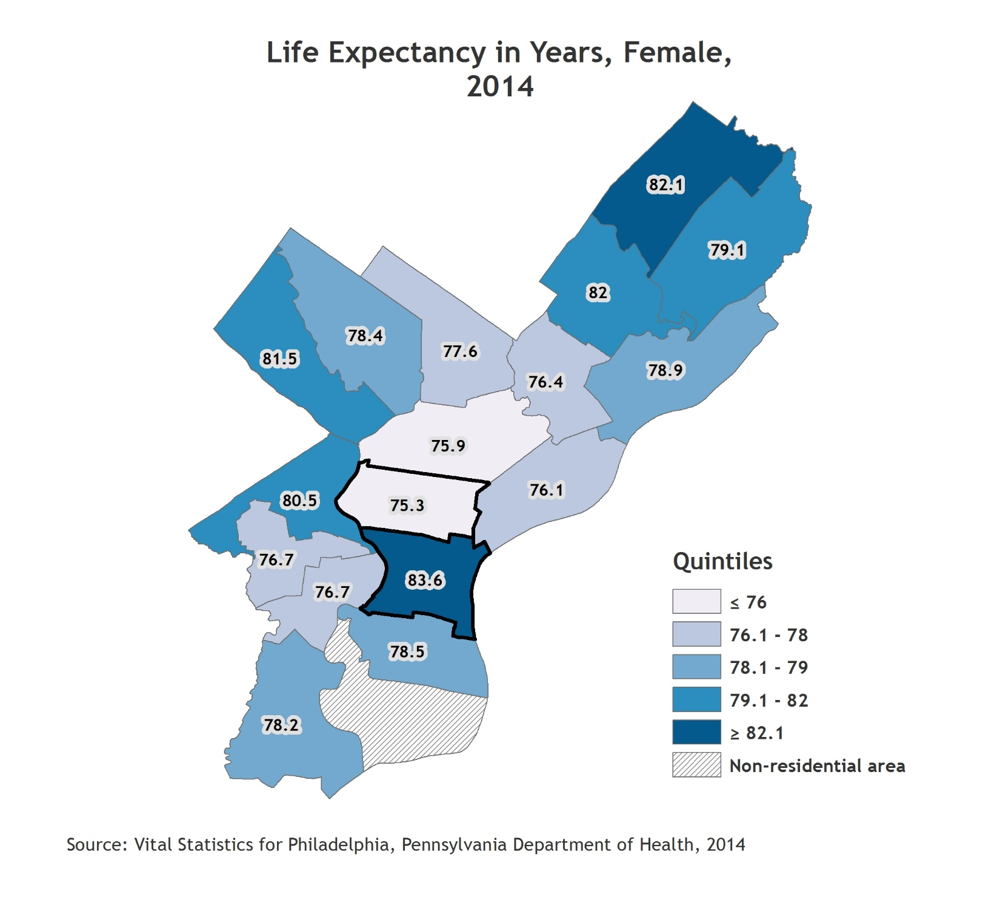 Life Expectancy in Years, Female,
2014
82.1
79.1
82
78.4
77.6
81.5
78.9
76.4
75.9
76.1
80.5
75.3
76.7
83.6
76.7
78.5
78.2
Quintiles
≤ 76
76.1 - 78
78.1 - 79
79.1 - 82
≥ 82.1
Non-residential area
Source: Vital Statistics for Philadelphia, Pennsylvania Department of Health, 2014